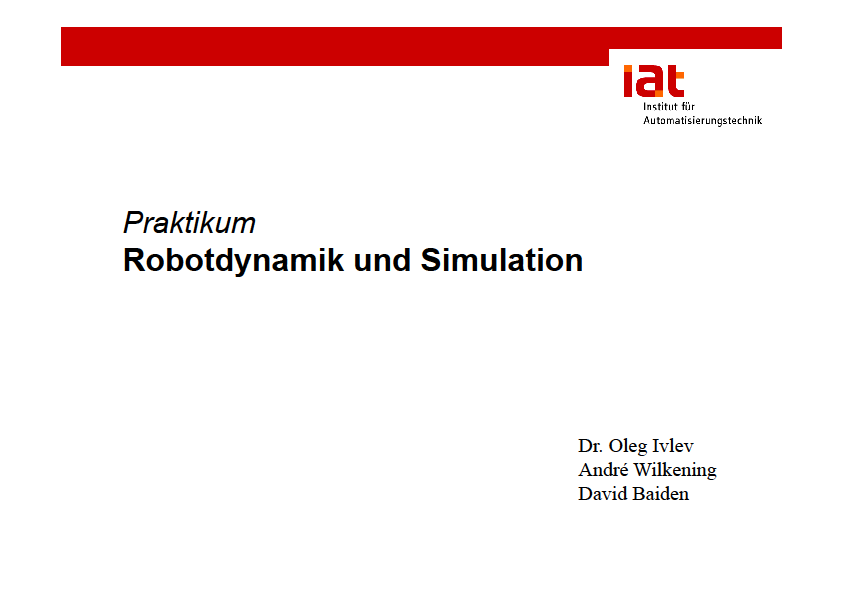 iat
Institut für
Automatisierungstechnik
Praktikum
Robotdynamik und Simulation
Dr. Oleg Ivlev
André Wilkening
David Baiden